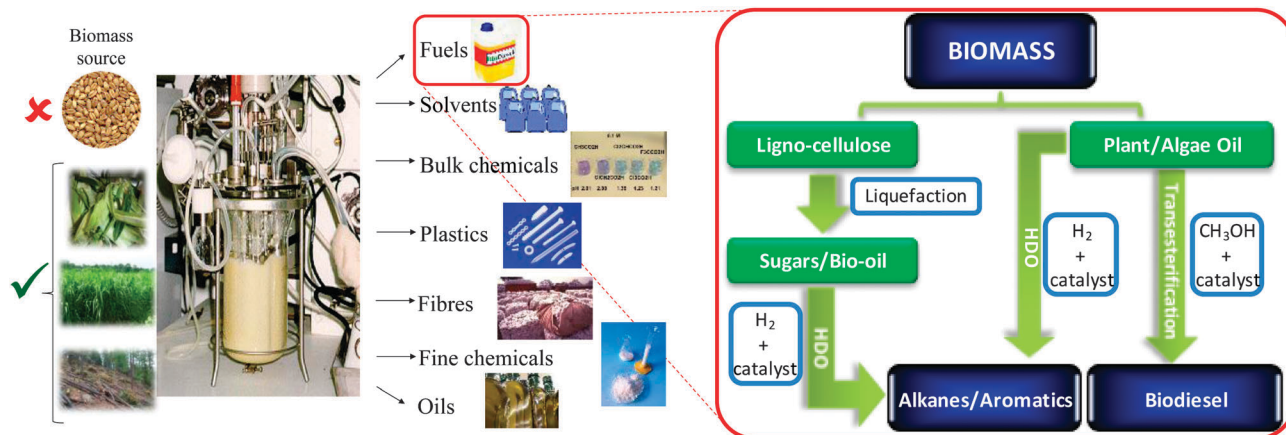 Biomass
source
Fuels
Solvents
Bulk chemicals
Plastics
Fibres
Fine chemicals
Oils
BIOMASS
Ligno-cellulose
Plant/Algae Oil
Liquefaction
HDO
H₂
+
catalyst
Transesterification
CH₃OH
+
catalyst
Sugars/Bio-oil
H₂
+
catalyst
HDO
Alkanes/Aromatics
Biodiesel